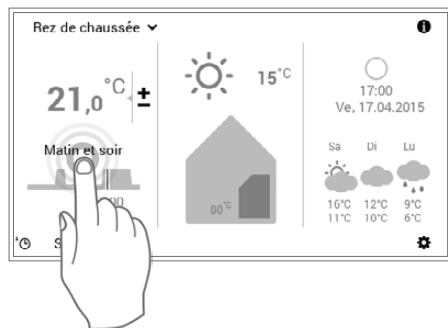 Rez de chaussée
21,0 °C
±
Matin et soir
15°C
80°C
17:00
Ve, 17.04.2015
Sa Di Lu
16°C 12°C 9°C
11°C 10°C 6°C